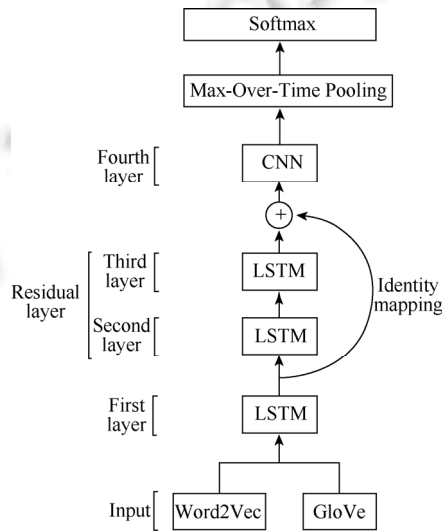 Softmax
Max-Over-Time Pooling
Fourth
layer
CNN
+
Third
layer
LSTM
Residual
layer
Identity
mapping
Second
layer
LSTM
First
layer
LSTM
Input
Word2Vec
GloVe